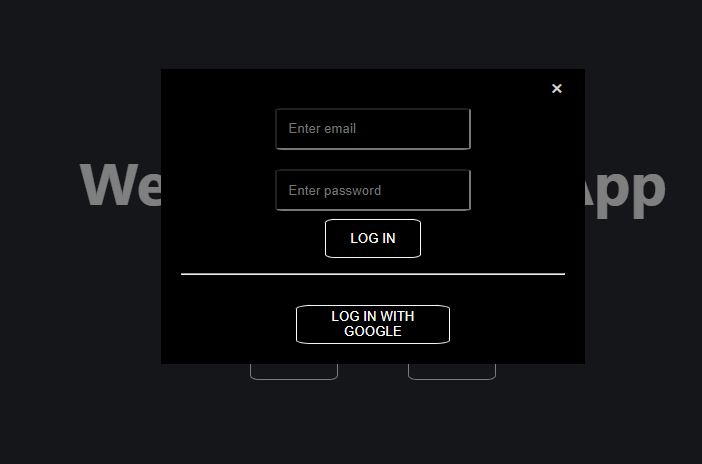 ×
Enter email
We
App
Enter password
LOG IN
LOG IN WITH
GOOGLE